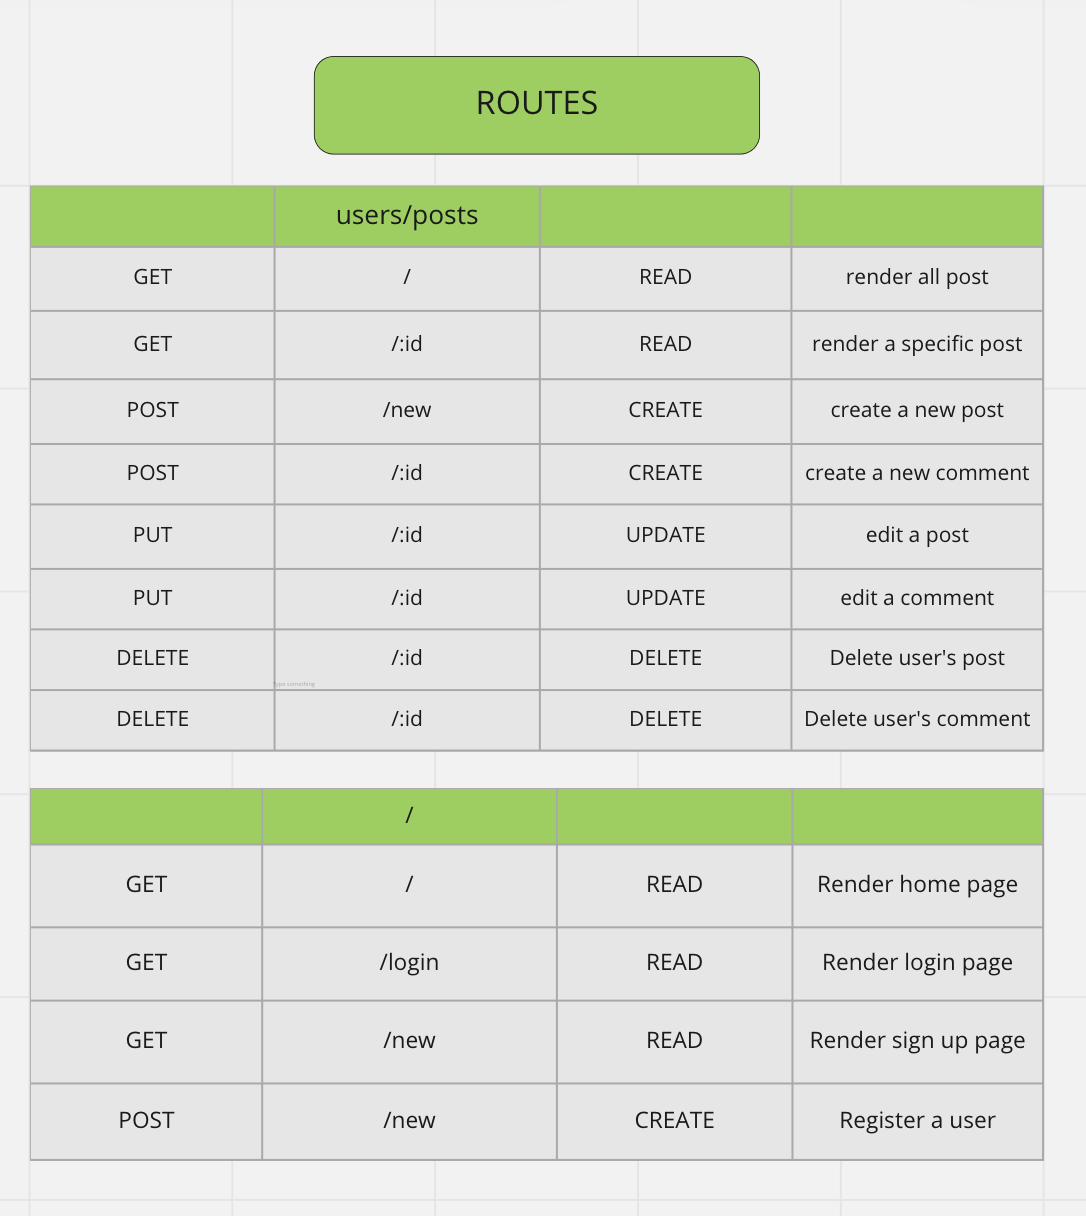 ROUTES
users/posts
GET / READ render all post
GET /:id READ render a specific post
POST /new CREATE create a new post
POST /:id CREATE create a new comment
PUT /:id UPDATE edit a post
PUT /:id UPDATE edit a comment
DELETE /:id DELETE Delete user's post
Type something
DELETE /:id DELETE Delete user's comment
/
GET / READ Render home page
GET /login READ Render login page
GET /new READ Render sign up page
POST /new CREATE Register a user